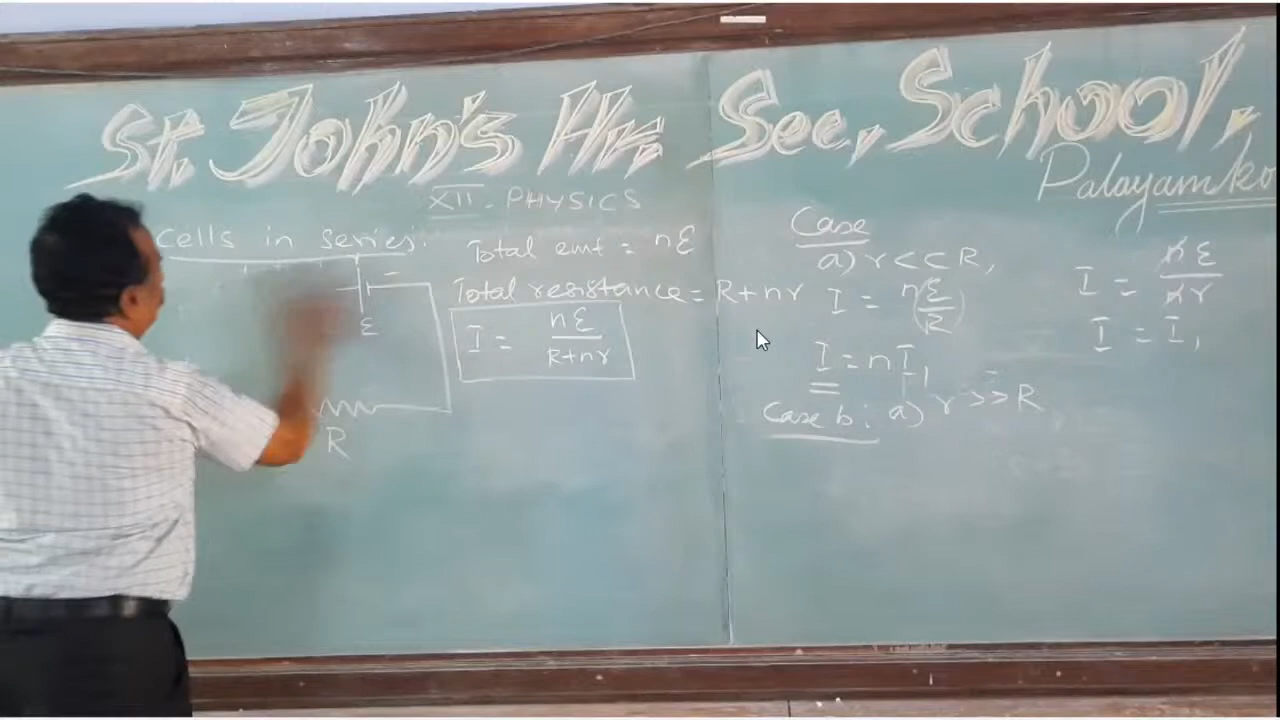 St. John's Hr. Sec. School,
Palayamko
XII - PHYSICS
Cells in series:
ε
R
Total emf = nε
Total resistance = R+nr
I = nε / R+nr
Case
a) r << R,
I = n(ε/R)
I = nI₁
Case b: a) r >> R
I = nε / nr
I = I₁